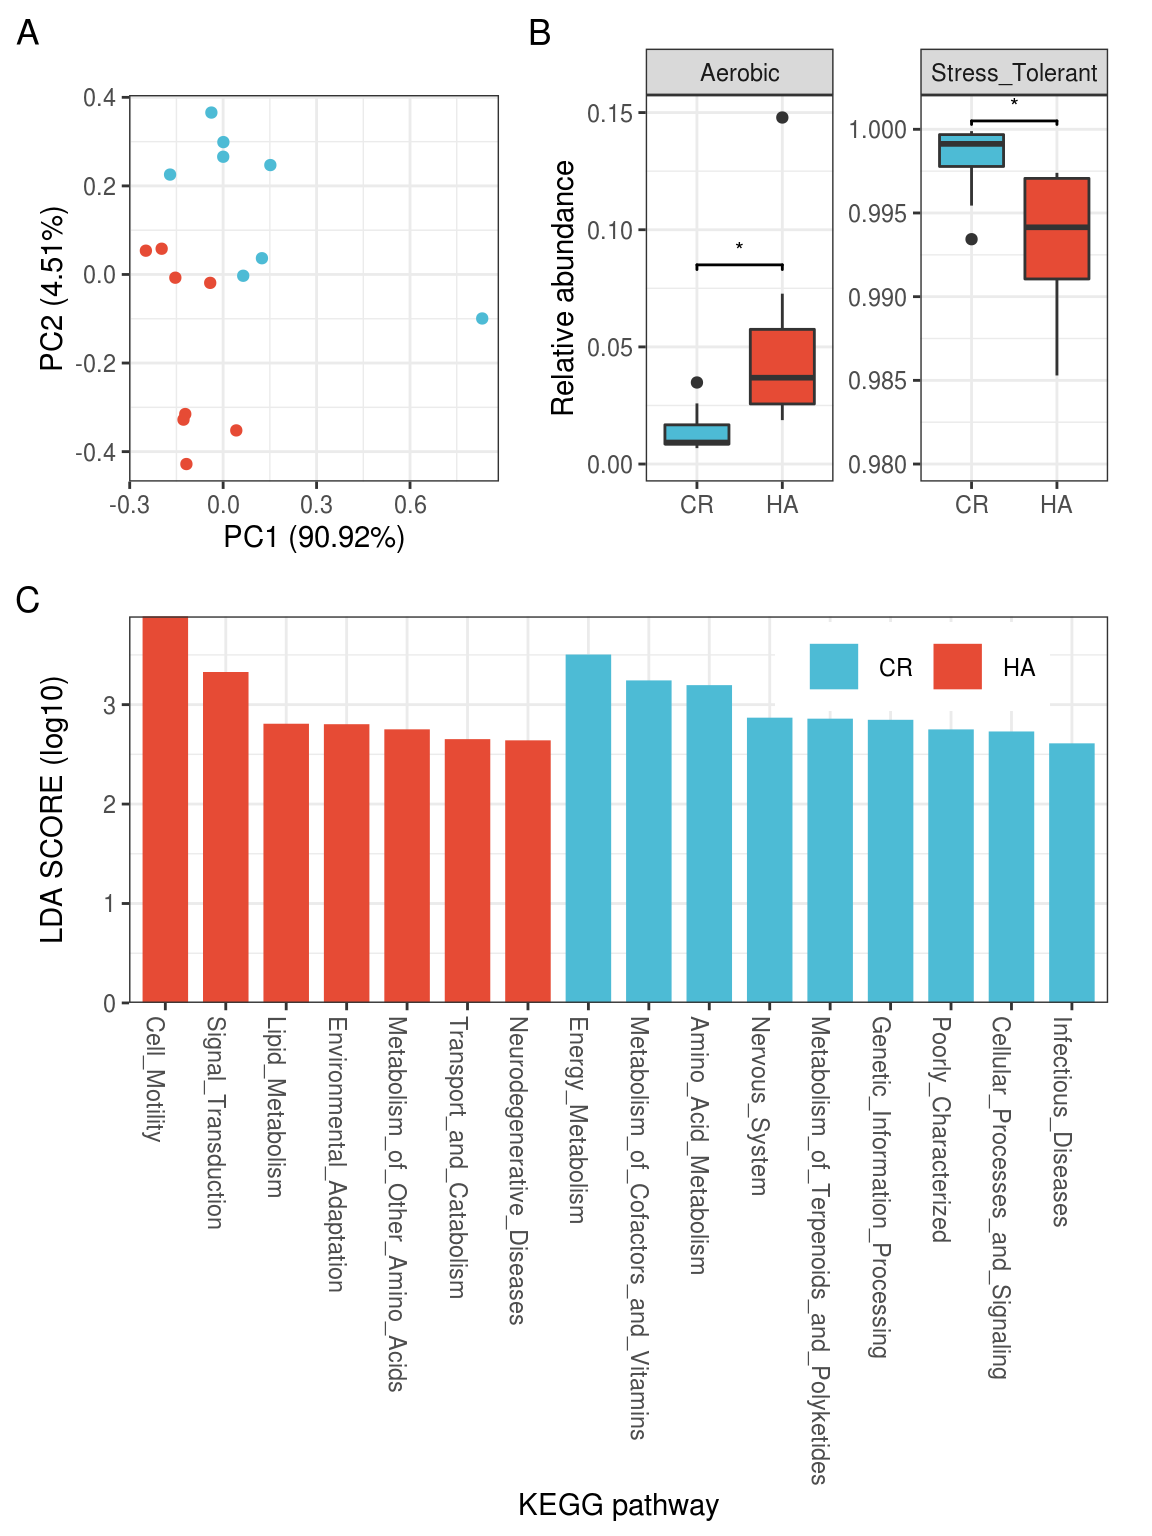 A
0.4
0.2
0.0
-0.2
-0.4
PC2 (4.51%)
-0.3
0.0
0.3
0.6
PC1 (90.92%)
B
Aerobic
Stress_Tolerant
Relative abundance
0.15
0.10
0.05
0.00
*
CR
HA
1.000
0.995
0.990
0.985
0.980
*
CR
HA
C
LDA SCORE (log10)
3
2
1
0
CR
HA
Cell_Motility
Signal_Transduction
Lipid_Metabolism
Environmental_Adaptation
Metabolism_of_Other_Amino_Acids
Transport_and_Catabolism
Neurodegenerative_Diseases
Energy_Metabolism
Metabolism_of_Cofactors_and_Vitamins
Amino_Acid_Metabolism
Nervous_System
Metabolism_of_Terpenoids_and_Polyketides
Genetic_Information_Processing
Poorly_Characterized
Cellular_Processes_and_Signaling
Infectious_Diseases
KEGG pathway